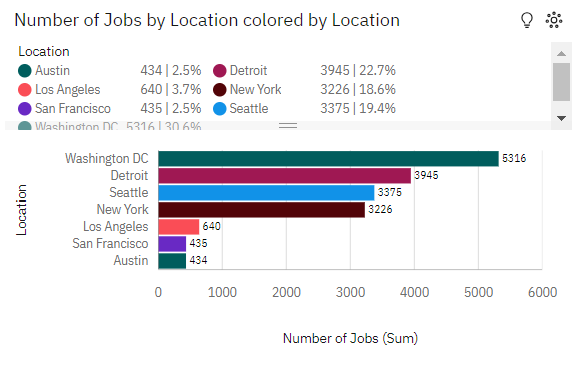 Number of Jobs by Location colored by Location
Location
Austin 434 | 2.5% Detroit 3945 | 22.7%
Los Angeles 640 | 3.7% New York 3226 | 18.6%
San Francisco 435 | 2.5% Seattle 3375 | 19.4%
Washington DC 5316 | 30.6%
Location
Washington DC 5316
Detroit 3945
Seattle 3375
New York 3226
Los Angeles 640
San Francisco 435
Austin 434
0 1000 2000 3000 4000 5000 6000
Number of Jobs (Sum)